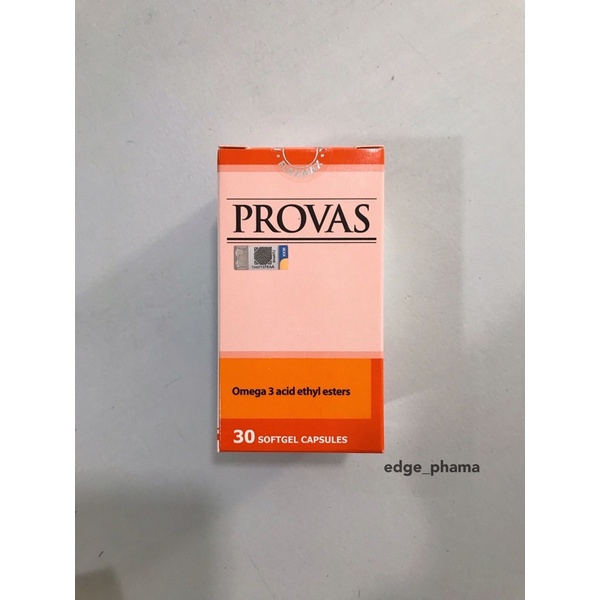 PROVAS
Omega 3 acid ethyl esters
30 SOFTGEL CAPSULES
edge_phama